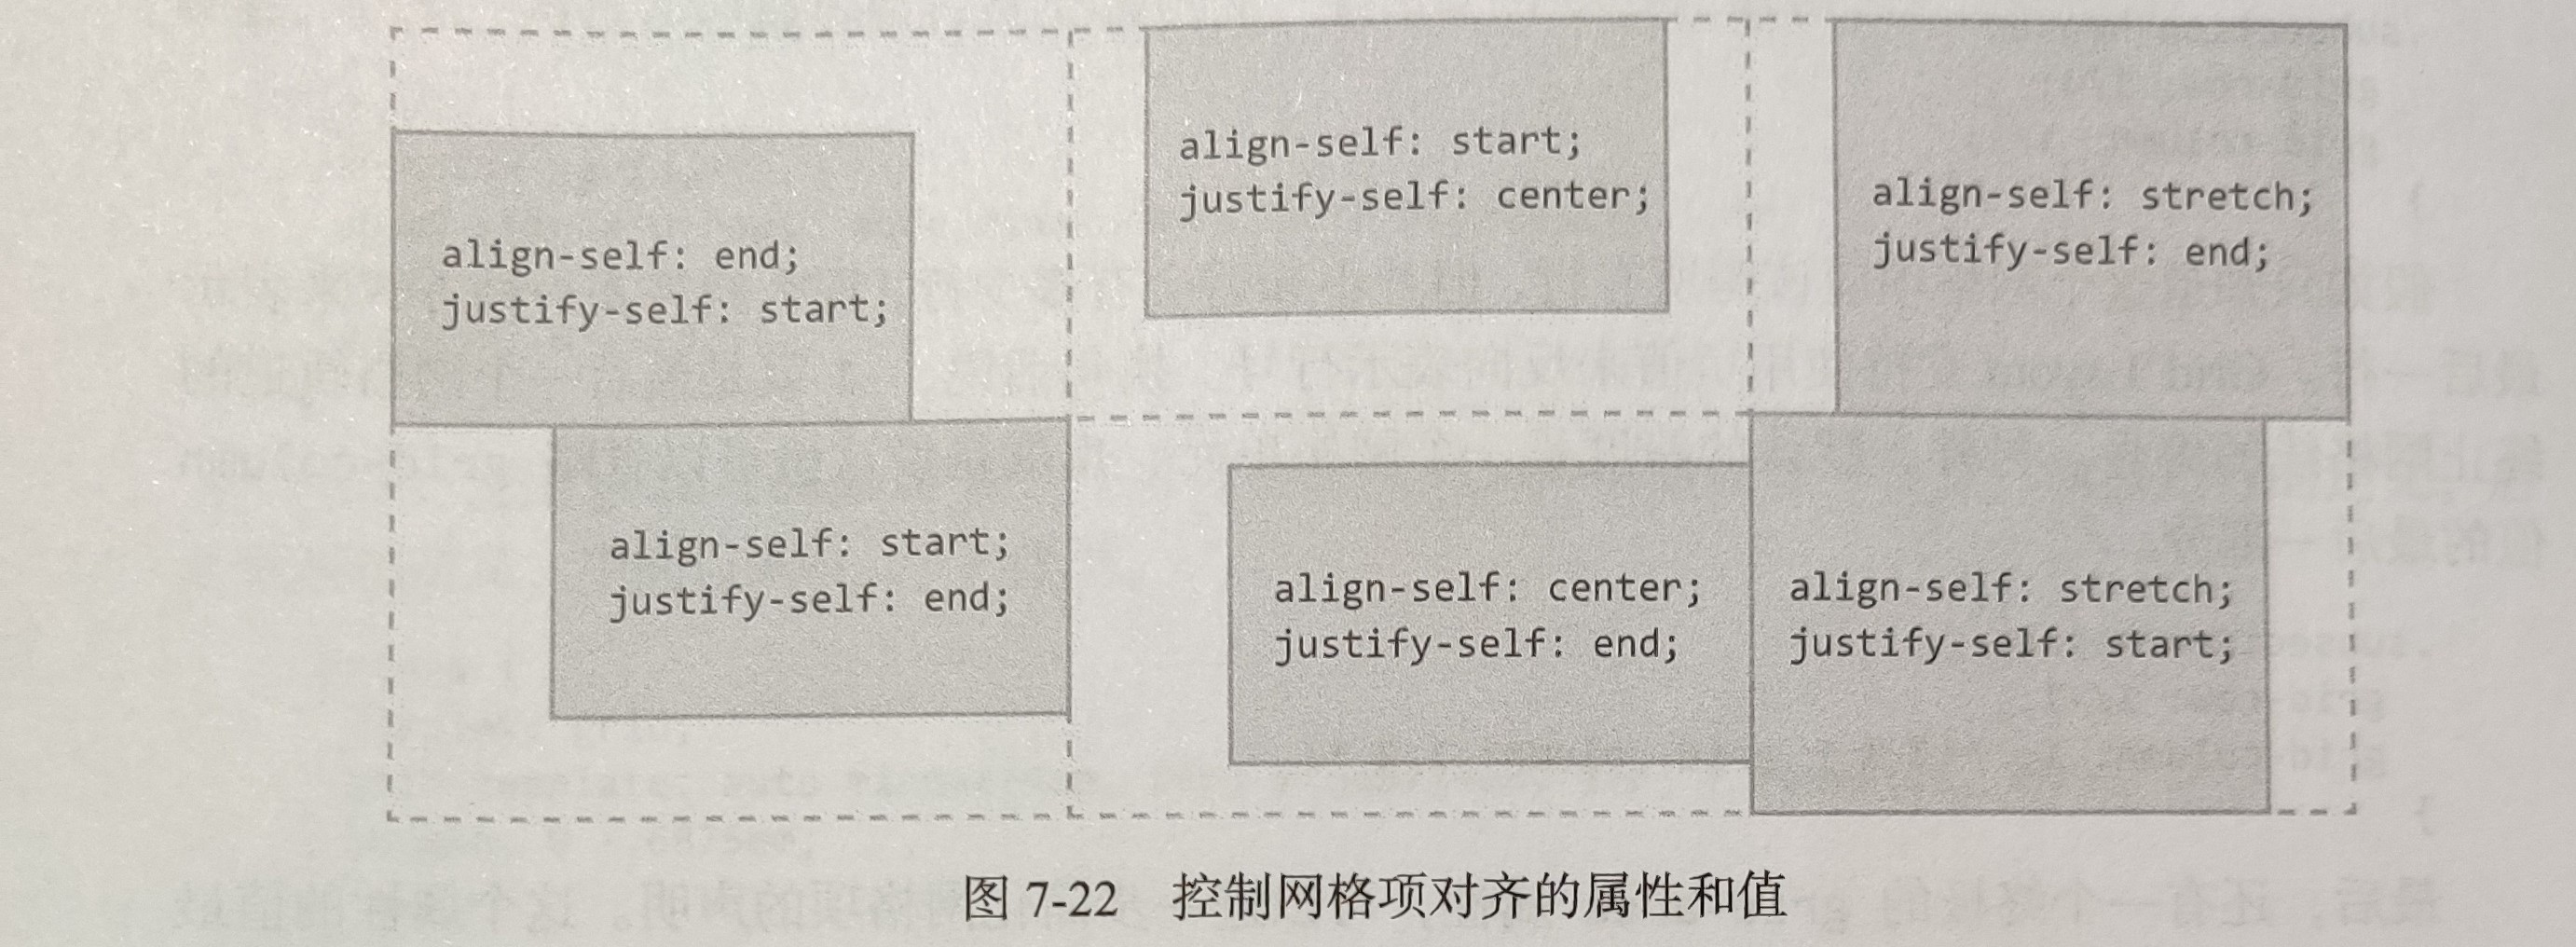 align-self: end;
justify-self: start;
align-self: start;
justify-self: center;
align-self: stretch;
justify-self: end;
align-self: start;
justify-self: end;
align-self: center;
justify-self: end;
align-self: stretch;
justify-self: start;
图 7-22 控制网格项对齐的属性和值